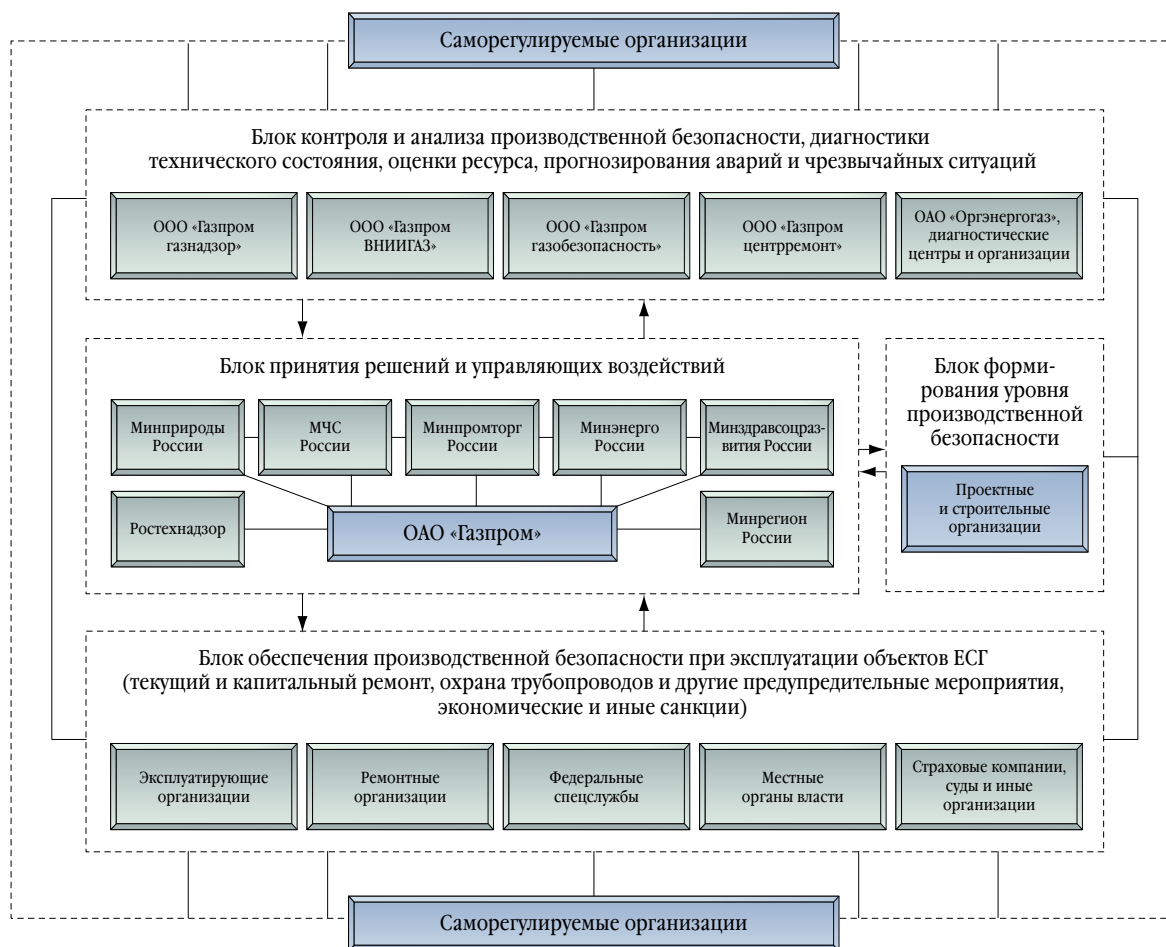 Саморегулируемые организации
Блок контроля и анализа производственной безопасности, диагностики
технического состояния, оценки ресурса, прогнозирования аварий и чрезвычайных ситуаций
ООО «Газпром
газнадзор»
ООО «Газпром
ВНИИГАЗ»
ООО «Газпром
газобезопасность»
ООО «Газпром
центрремонт»
ОАО «Оргэнергогаз»,
диагностические
центры и организации
Блок принятия решений и управляющих воздействий
Минприроды
России
МЧС
России
Минпромторг
России
Минэнерго
России
Минздравсоцраз-
вития России
Ростехнадзор
ОАО «Газпром»
Минрегион
России
Блок форми-
рования уровня
производственной
безопасности
Проектные
и строительные
организации
Блок обеспечения производственной безопасности при эксплуатации объектов ЕСГ
(текущий и капитальный ремонт, охрана трубопроводов и другие предупредительные мероприятия,
экономические и иные санкции)
Эксплуатирующие
организации
Ремонтные
организации
Федеральные
спецслужбы
Местные
органы власти
Страховые компании,
суды и иные
организации
Саморегулируемые организации